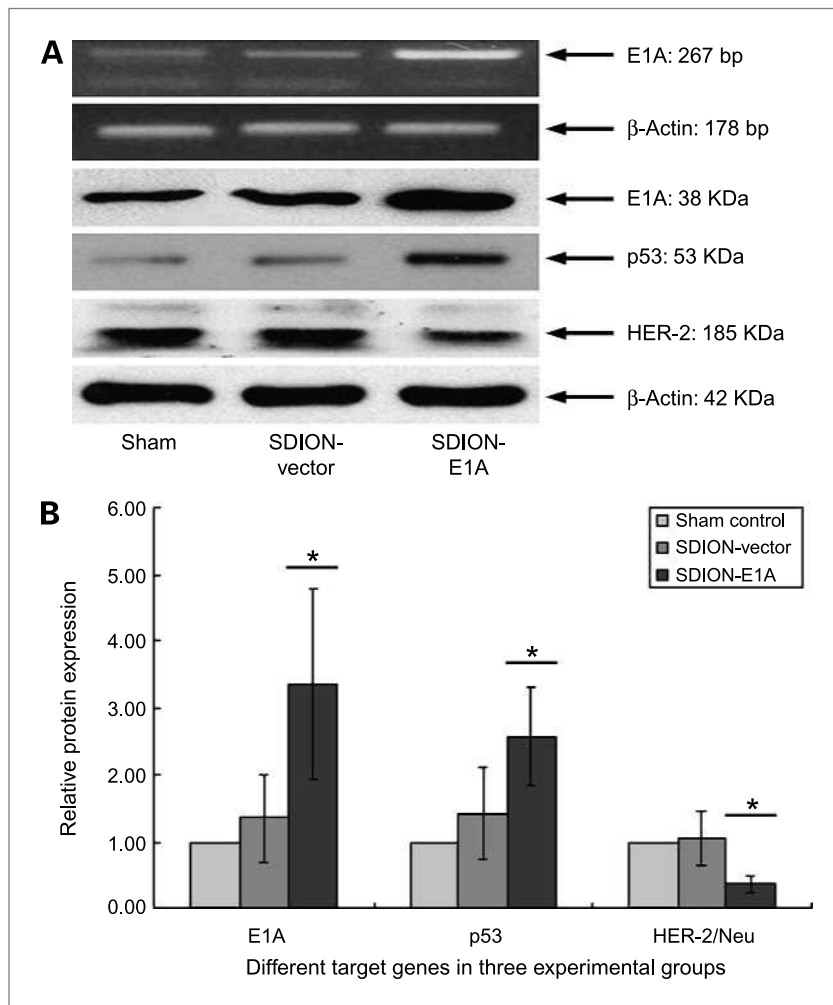 A
E1A: 267 bp
β-Actin: 178 bp
E1A: 38 KDa
p53: 53 KDa
HER-2: 185 KDa
β-Actin: 42 KDa
Sham
SDION-
vector
SDION-
E1A
B
6.00
5.00
4.00
3.00
2.00
1.00
0.00
Relative protein expression
Sham control
SDION-vector
SDION-E1A
*
*
*
E1A
p53
HER-2/Neu
Different target genes in three experimental groups